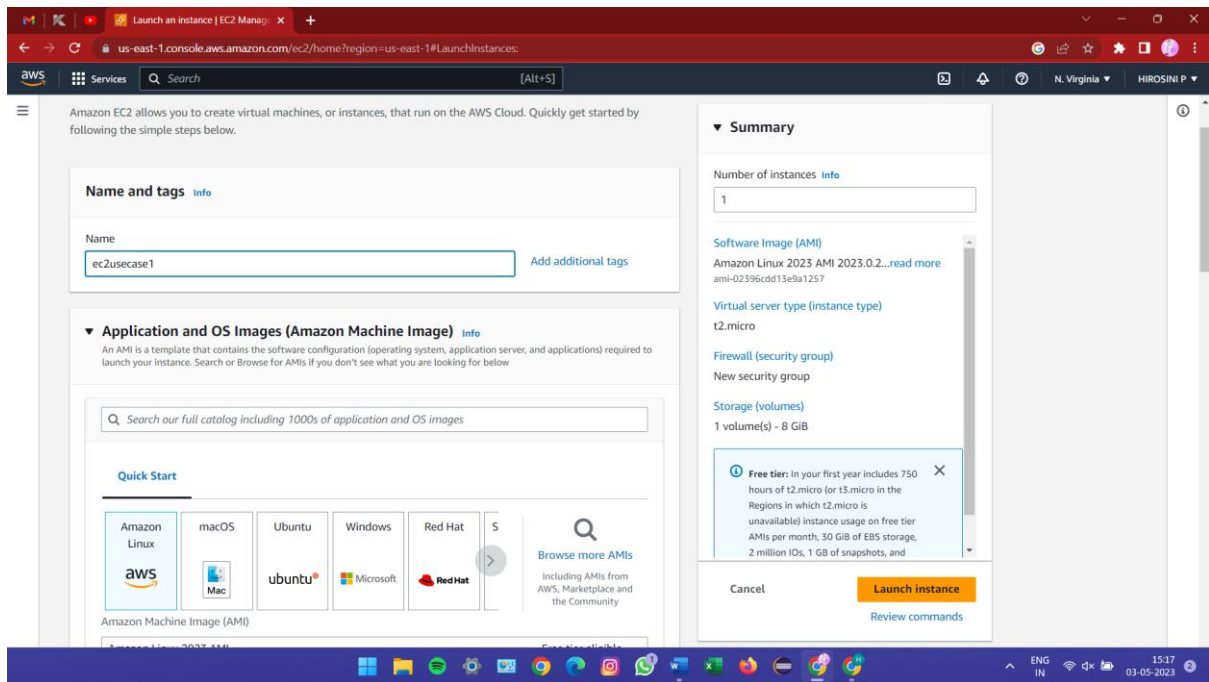 Launch an instance | EC2 Manag
us-east-1.console.aws.amazon.com/ec2/home?region=us-east-1#LaunchInstances:
aws
Services
Search
[Alt+S]
N. Virginia
HIROSINI P
Amazon EC2 allows you to create virtual machines, or instances, that run on the AWS Cloud. Quickly get started by
following the simple steps below.
Name and tags Info
Name
ec2usecase1
Add additional tags
Application and OS Images (Amazon Machine Image) Info
An AMI is a template that contains the software configuration (operating system, application server, and applications) required to
launch your instance. Search or Browse for AMIs if you don't see what you are looking for below
Search our full catalog including 1000s of application and OS images
Quick Start
Amazon
Linux
aws
macOS
Mac
Ubuntu
ubuntu
Windows
Microsoft
Red Hat
Red Hat
S
Browse more AMIs
Including AMIs from
AWS, Marketplace and
the Community
Amazon Machine Image (AMI)
Amazon Linux 2023 AMI
Free tier eligible
Summary
Number of instances Info
1
Software Image (AMI)
Amazon Linux 2023 AMI 2023.0.2...read more
ami-02396cdd13e9a1257
Virtual server type (instance type)
t2.micro
Firewall (security group)
New security group
Storage (volumes)
1 volume(s) - 8 GiB
Free tier: In your first year includes 750
hours of t2.micro (or t3.micro in the
Regions in which t2.micro is
unavailable) instance usage on free tier
AMIs per month, 30 GiB of EBS storage,
2 million IOs, 1 GB of snapshots, and
Cancel
Launch instance
Review commands
ENG
IN
15:17
03-05-2023
2